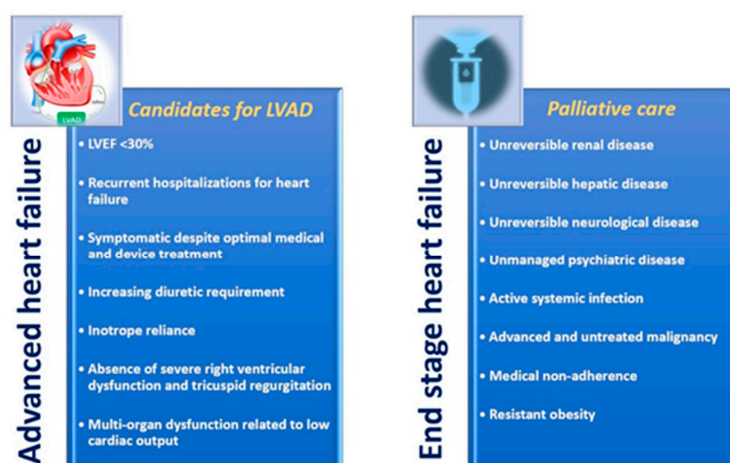 Advanced heart failure
LVAD
Candidates for LVAD
• LVEF <30%
• Recurrent hospitalizations for heart
failure
• Symptomatic despite optimal medical
and device treatment
• Increasing diuretic requirement
• Inotrope reliance
• Absence of severe right ventricular
dysfunction and tricuspid regurgitation
• Multi-organ dysfunction related to low
cardiac output
End stage heart failure
Palliative care
• Unreversible renal disease
• Unreversible hepatic disease
• Unreversible neurological disease
• Unmanaged psychiatric disease
• Active systemic infection
• Advanced and untreated malignancy
• Medical non-adherence
• Resistant obesity